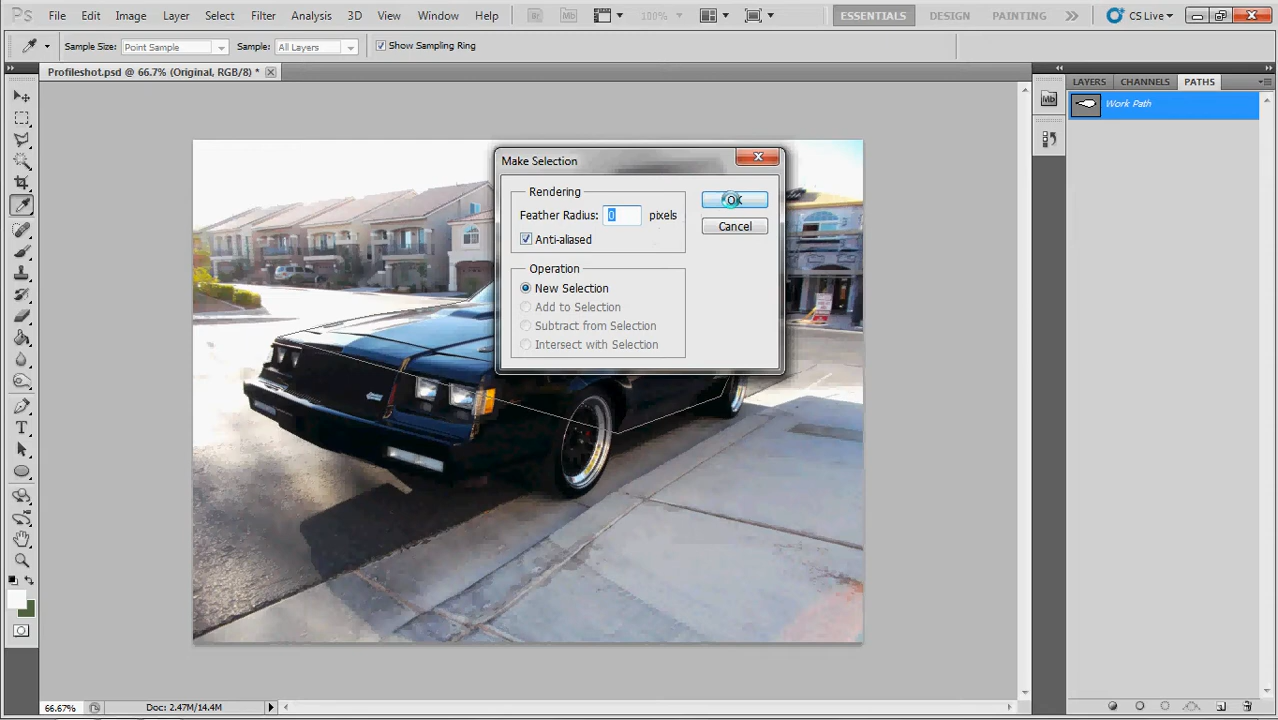 Ps File Edit Image Layer Select Filter Analysis 3D View Window Help Br Mb 100% ESSENTIALS DESIGN PAINTING CS Live
Sample Size: Point Sample Sample: All Layers Show Sampling Ring
Profileshot.psd @ 66.7% (Original, RGB/8) *
LAYERS CHANNELS PATHS
Mb Work Path
Make Selection
Rendering
OK
Feather Radius: 0 pixels
Cancel
Anti-aliased
Operation
New Selection
Add to Selection
Subtract from Selection
Intersect with Selection
T
66.67% Doc: 2.47M/14.4M